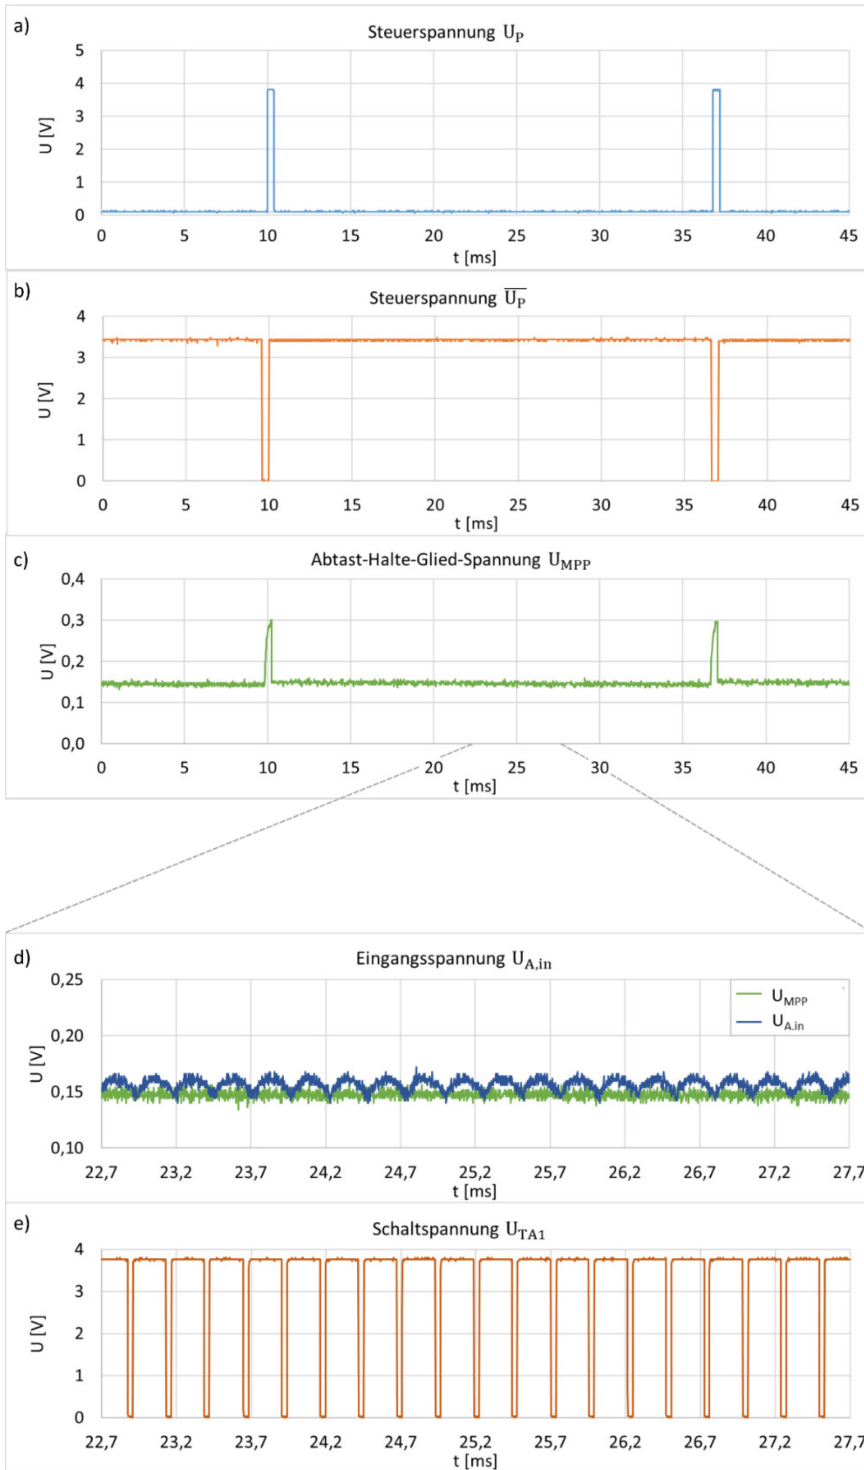 a)
Steuerspannung U_P
5
4
3
2
1
0
U [V]
0 5 10 15 20 25 30 35 40 45
t [ms]
b)
Steuerspannung U̅_P̅
4
3
2
1
0
U [V]
0 5 10 15 20 25 30 35 40 45
t [ms]
c)
Abtast-Halte-Glied-Spannung U_MPP
0,4
0,3
0,2
0,1
0,0
U [V]
0 5 10 15 20 25 30 35 40 45
t [ms]
d)
Eingangsspannung U_A,in
0,25
0,20
0,15
0,10
U [V]
U_MPP
U_A.in
22,7 23,2 23,7 24,2 24,7 25,2 25,7 26,2 26,7 27,2 27,7
t [ms]
e)
Schaltspannung U_TA1
4
3
2
1
0
U [V]
22,7 23,2 23,7 24,2 24,7 25,2 25,7 26,2 26,7 27,2 27,7
t [ms]